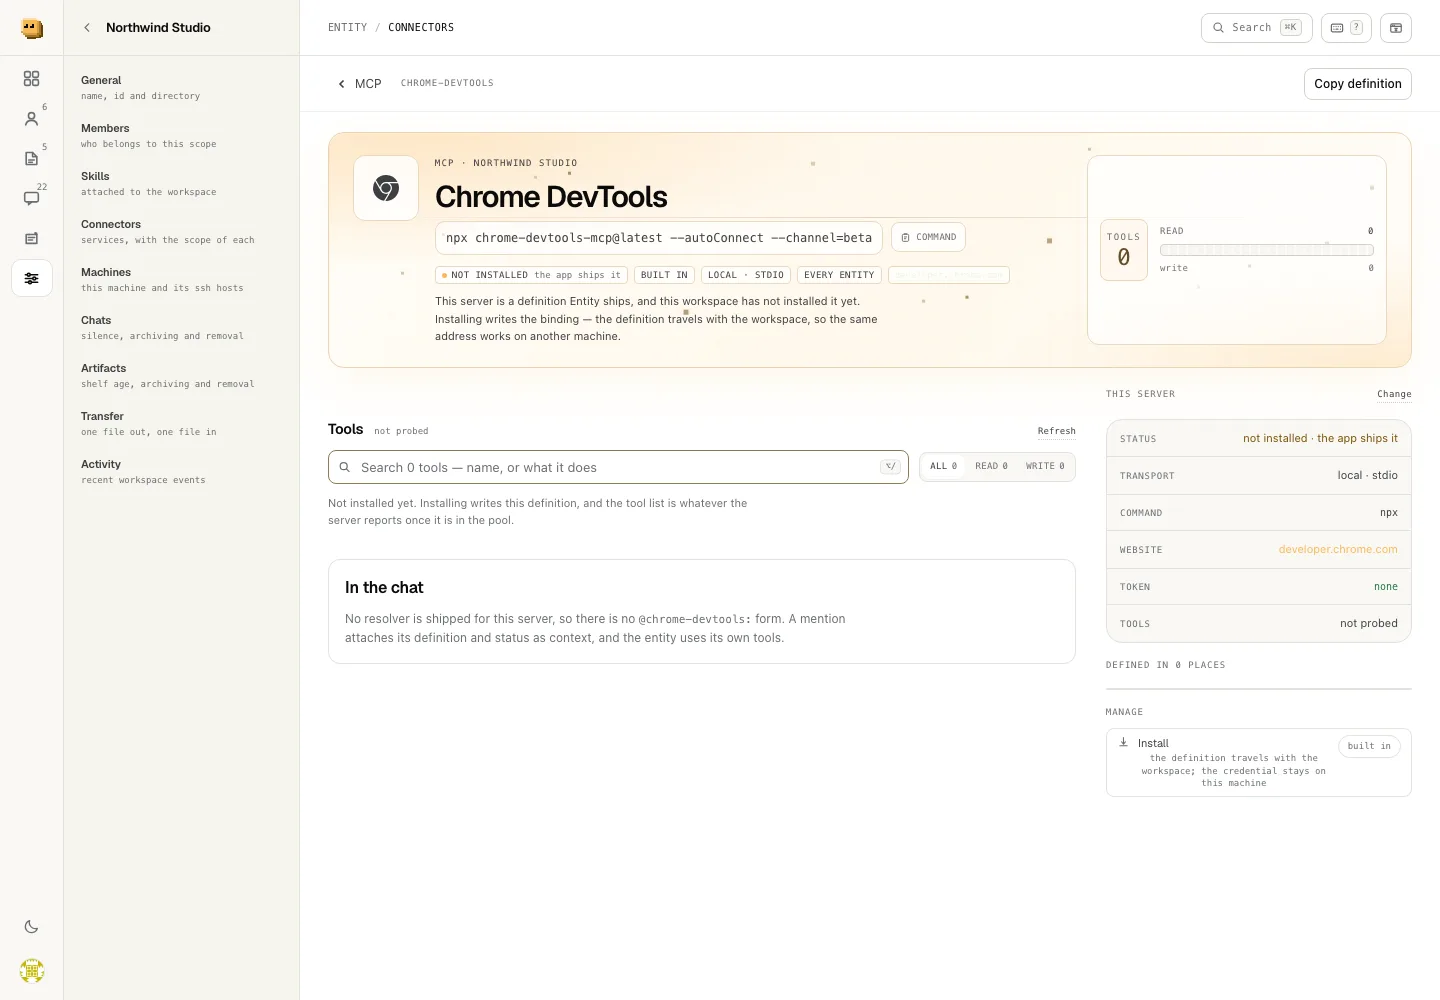 Northwind Studio
ENTITY / CONNECTORS
Search ⌘K
?
6
5
22
General
name, id and directory
Members
who belongs to this scope
Skills
attached to the workspace
Connectors
services, with the scope of each
Machines
this machine and its ssh hosts
Chats
silence, archiving and removal
Artifacts
shelf age, archiving and removal
Transfer
one file out, one file in
Activity
recent workspace events
MCP CHROME-DEVTOOLS
Copy definition
MCP · NORTHWIND STUDIO
Chrome DevTools
npx chrome-devtools-mcp@latest --autoConnect --channel=beta
COMMAND
NOT INSTALLED the app ships it
BUILT IN
LOCAL · STDIO
EVERY ENTITY
This server is a definition Entity ships, and this workspace has not installed it yet.
Installing writes the binding — the definition travels with the workspace, so the same
address works on another machine.
TOOLS
0
READ 0
write 0
Tools not probed
Refresh
Search 0 tools — name, or what it does
⌥/
ALL 0 READ 0 WRITE 0
Not installed yet. Installing writes this definition, and the tool list is whatever the
server reports once it is in the pool.
In the chat
No resolver is shipped for this server, so there is no @chrome-devtools: form. A mention
attaches its definition and status as context, and the entity uses its own tools.
THIS SERVER Change
STATUS not installed · the app ships it
TRANSPORT local · stdio
COMMAND npx
WEBSITE developer.chrome.com
TOKEN none
TOOLS not probed
DEFINED IN 0 PLACES
MANAGE
Install
the definition travels with the
workspace; the credential stays on
this machine
built in